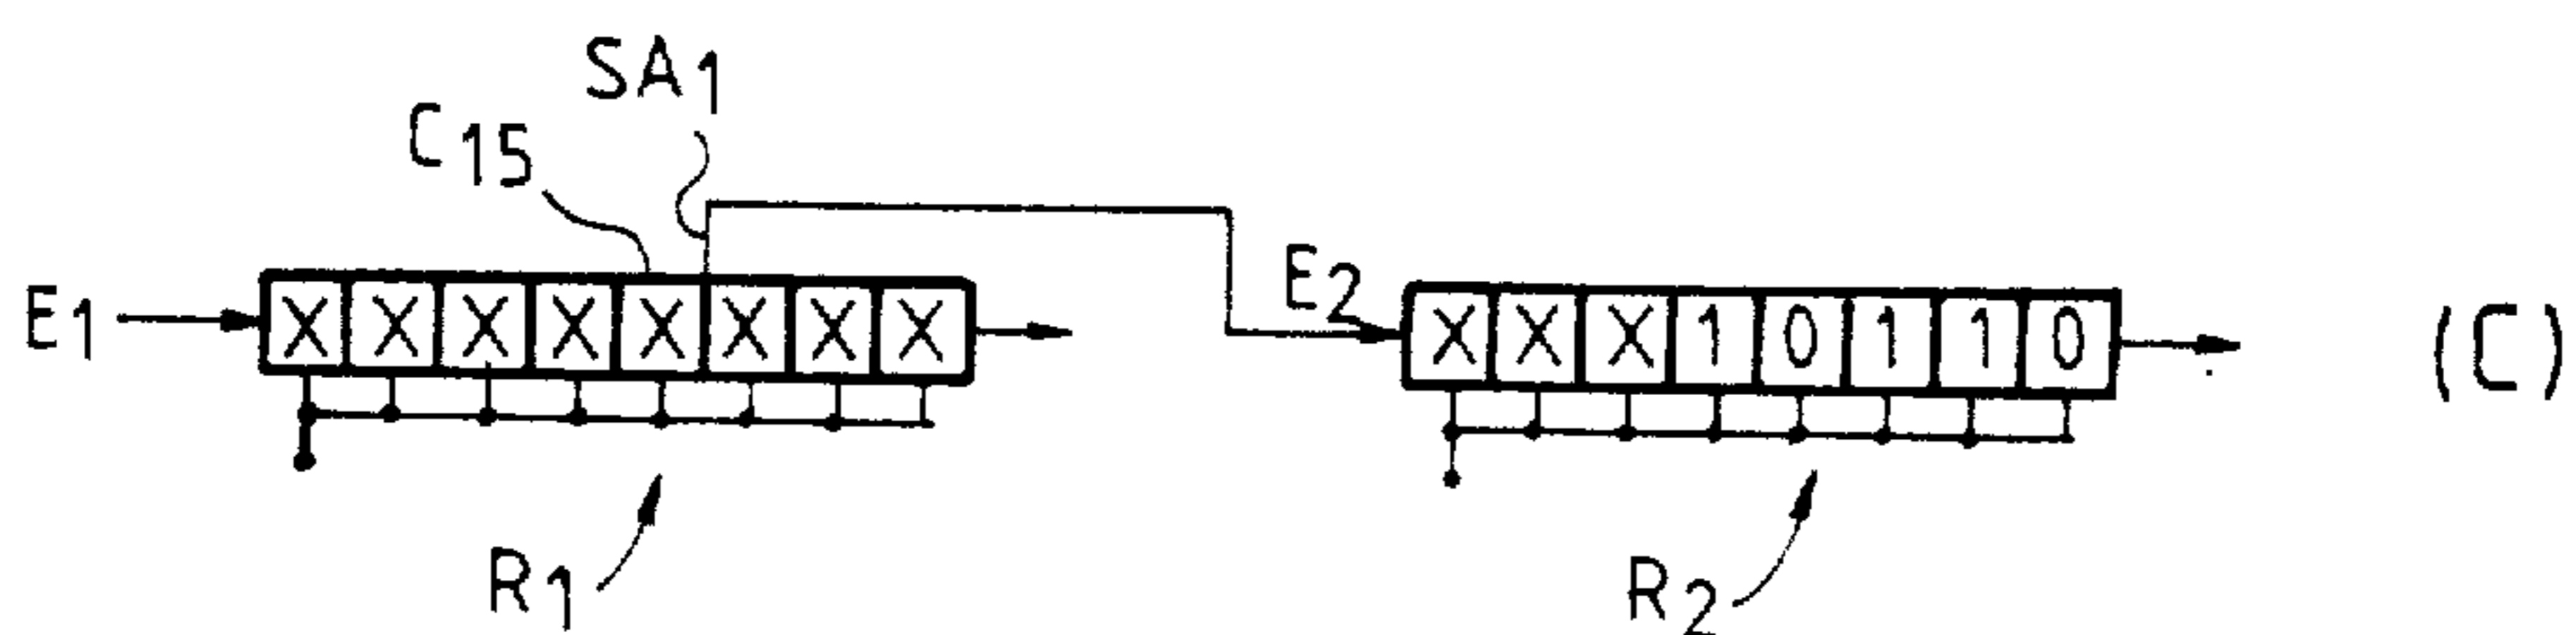 SA1
C15
E1 X X X X X X X X E2 X X X 1 0 1 1 0 (C)
R1 R2